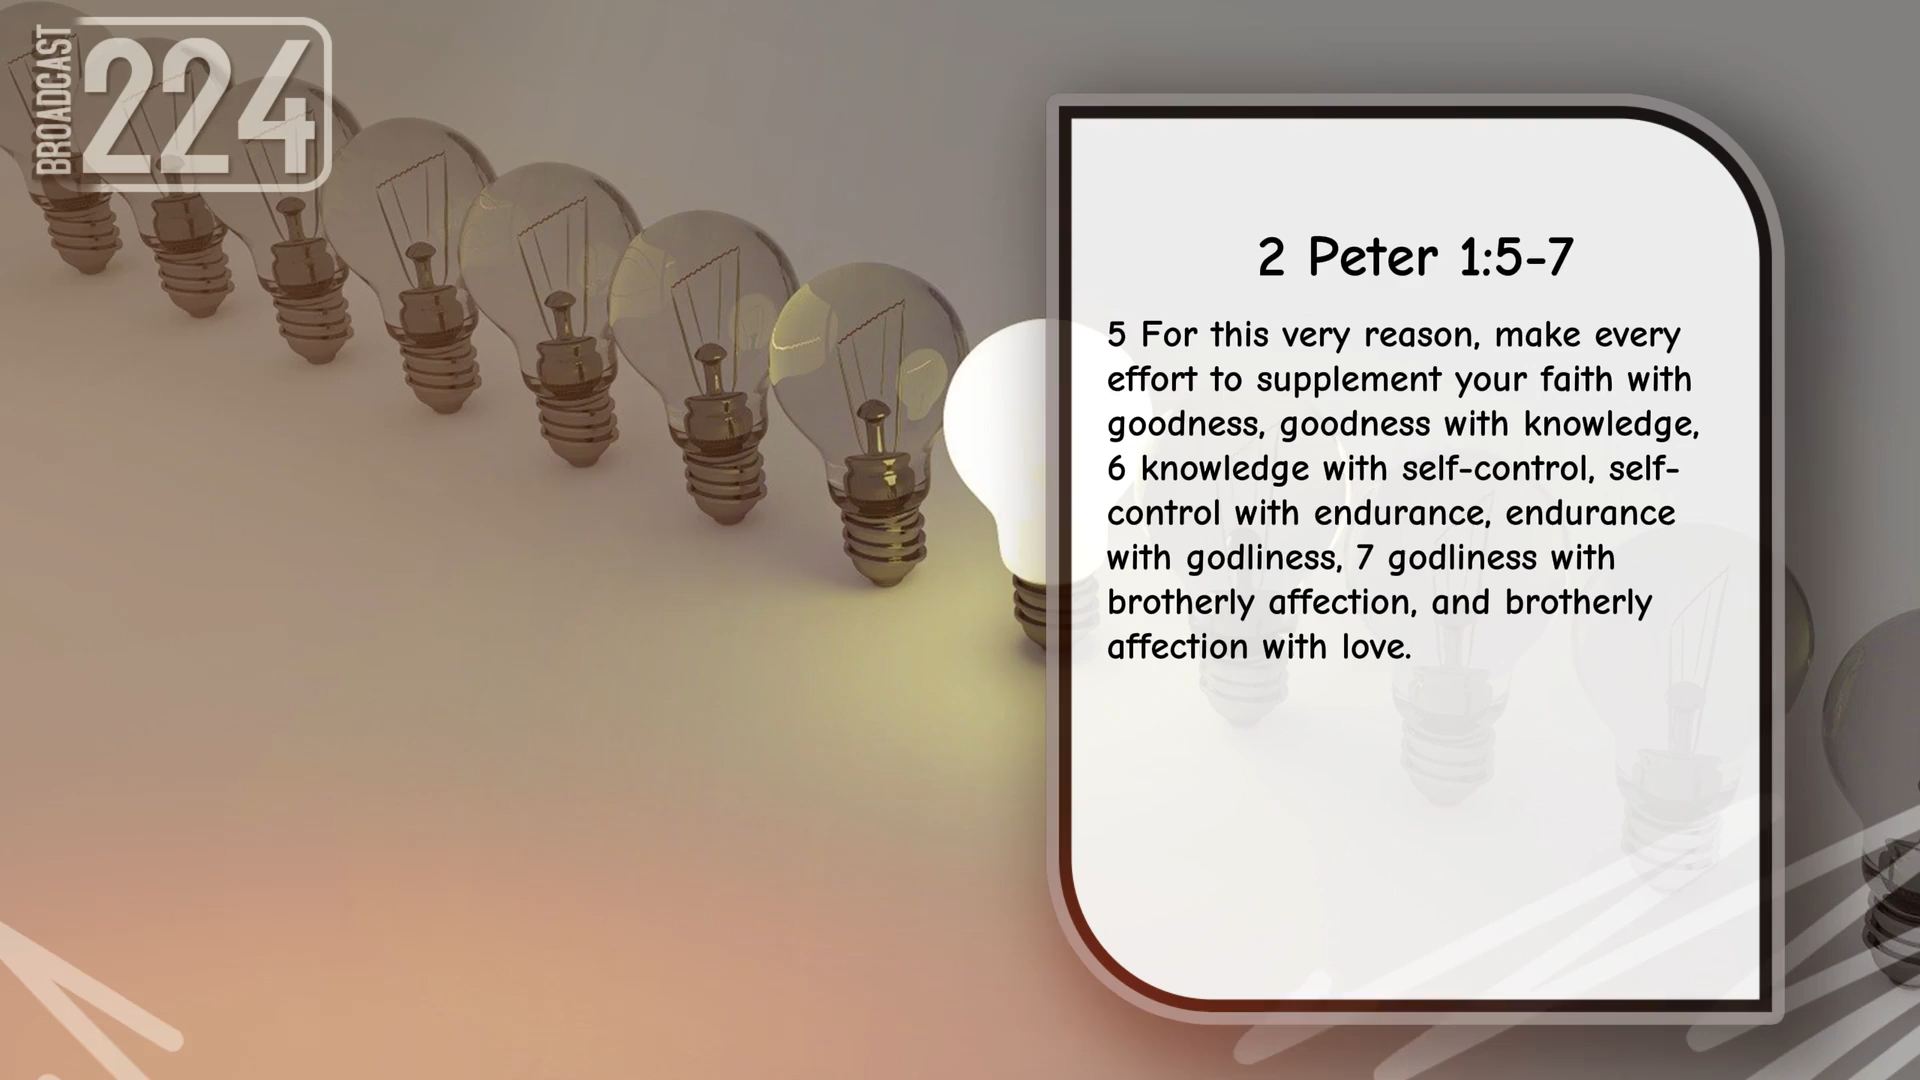 BROADCAST
224
2 Peter 1:5-7
5 For this very reason, make every
effort to supplement your faith with
goodness, goodness with knowledge,
6 knowledge with self-control, self-
control with endurance, endurance
with godliness, 7 godliness with
brotherly affection, and brotherly
affection with love.